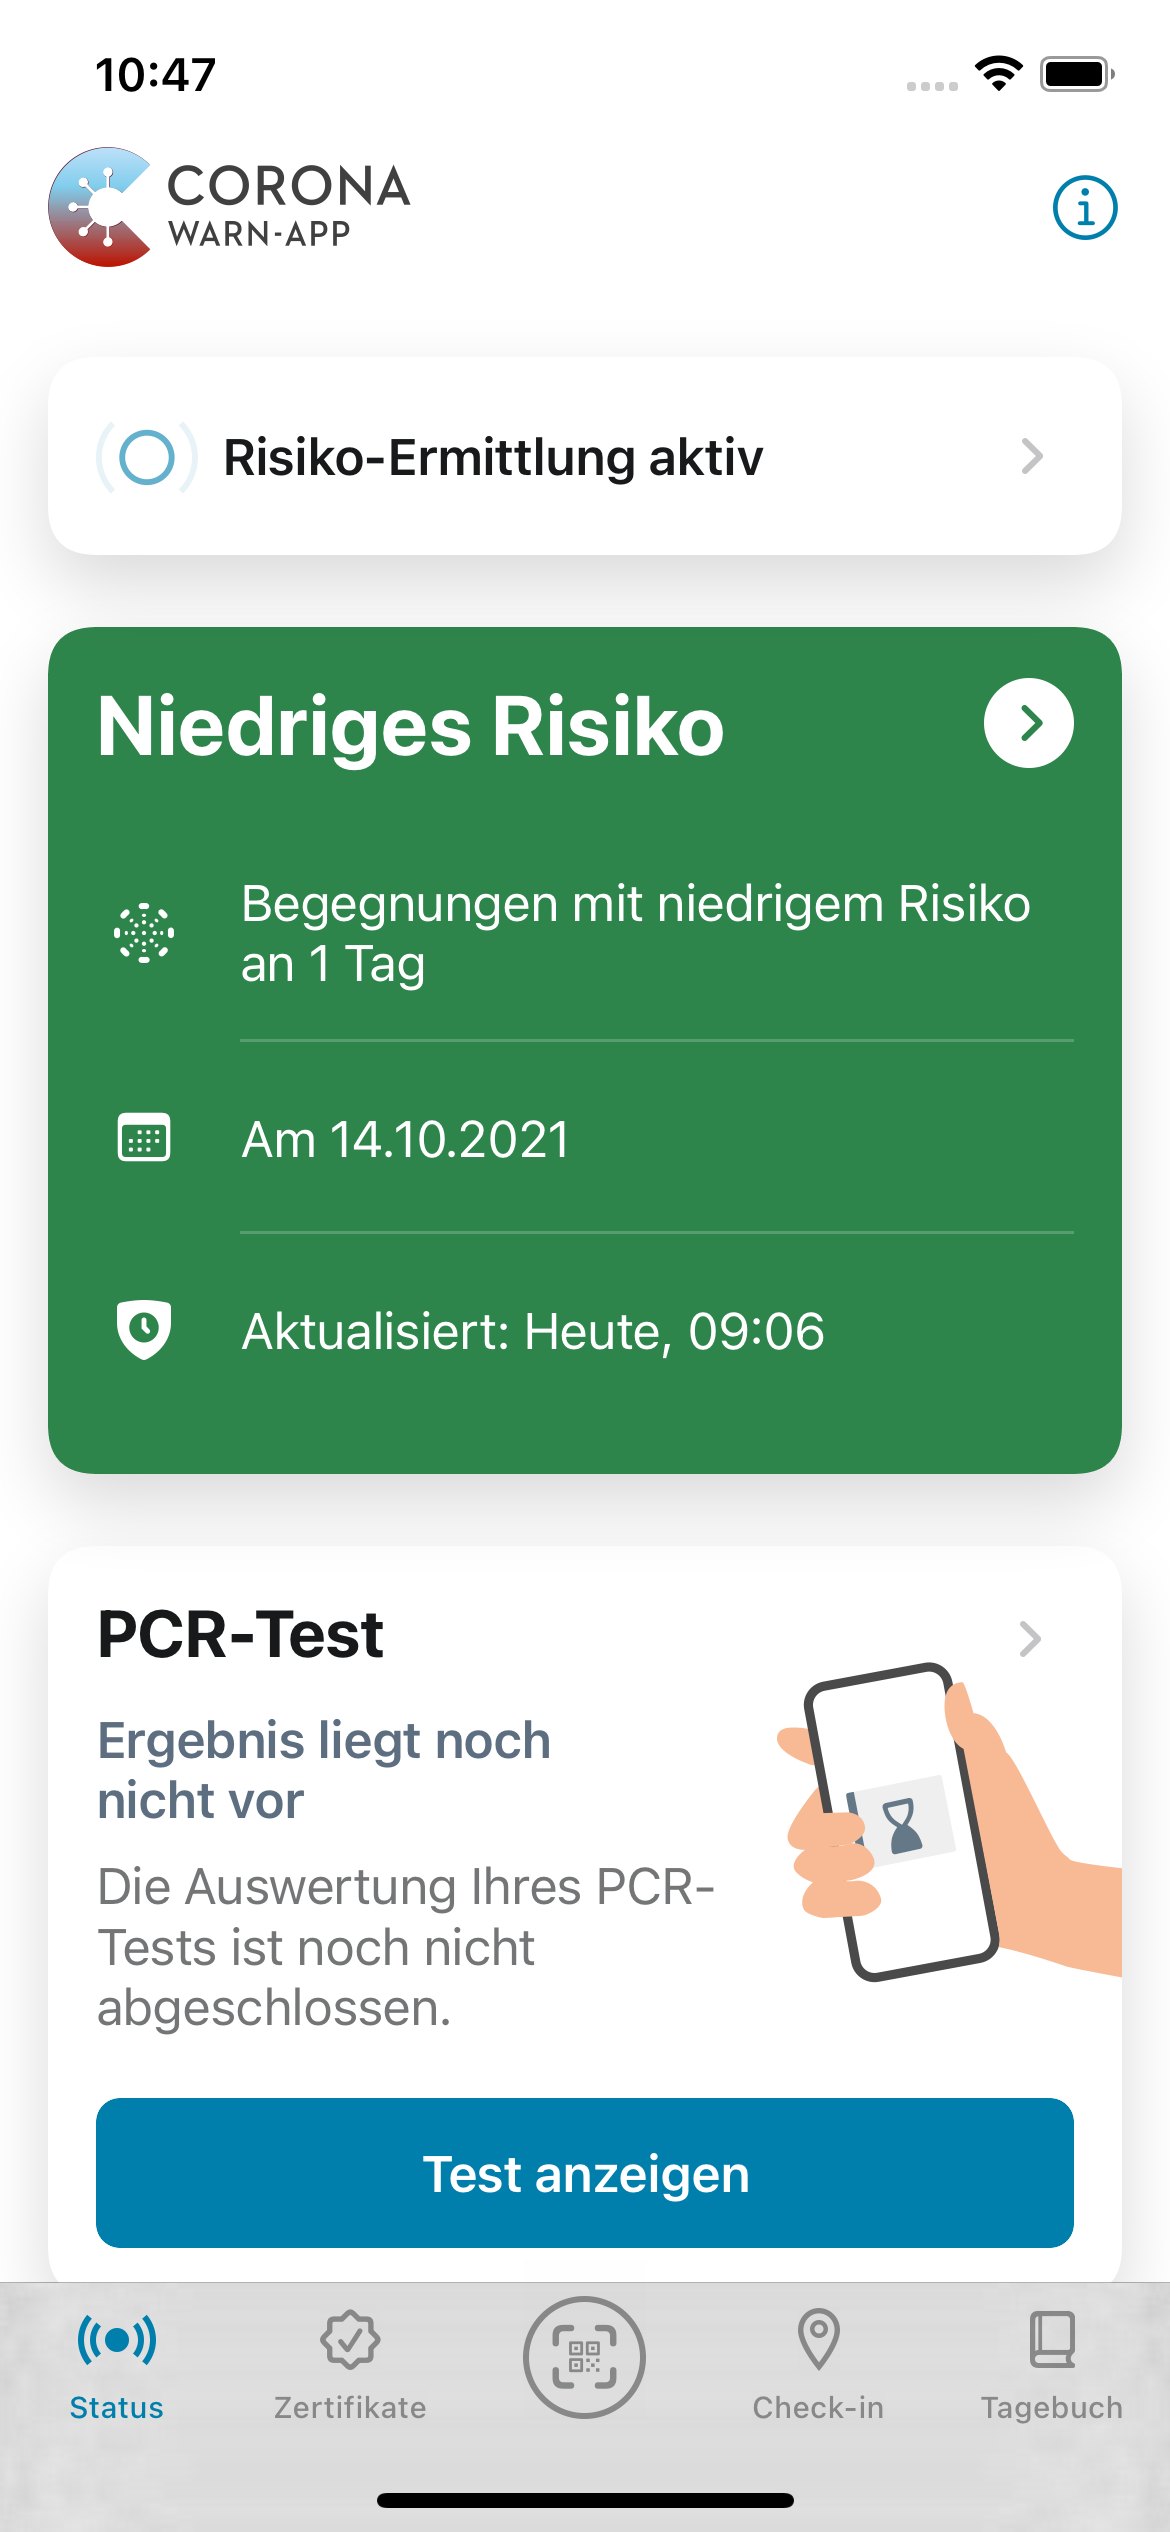 10:47
CORONA
WARN-APP
Risiko-Ermittlung aktiv
Niedriges Risiko
Begegnungen mit niedrigem Risiko
an 1 Tag
Am 14.10.2021
Aktualisiert: Heute, 09:06
PCR-Test
Ergebnis liegt noch
nicht vor
Die Auswertung Ihres PCR-
Tests ist noch nicht
abgeschlossen.
Test anzeigen
Status
Zertifikate
Check-in
Tagebuch